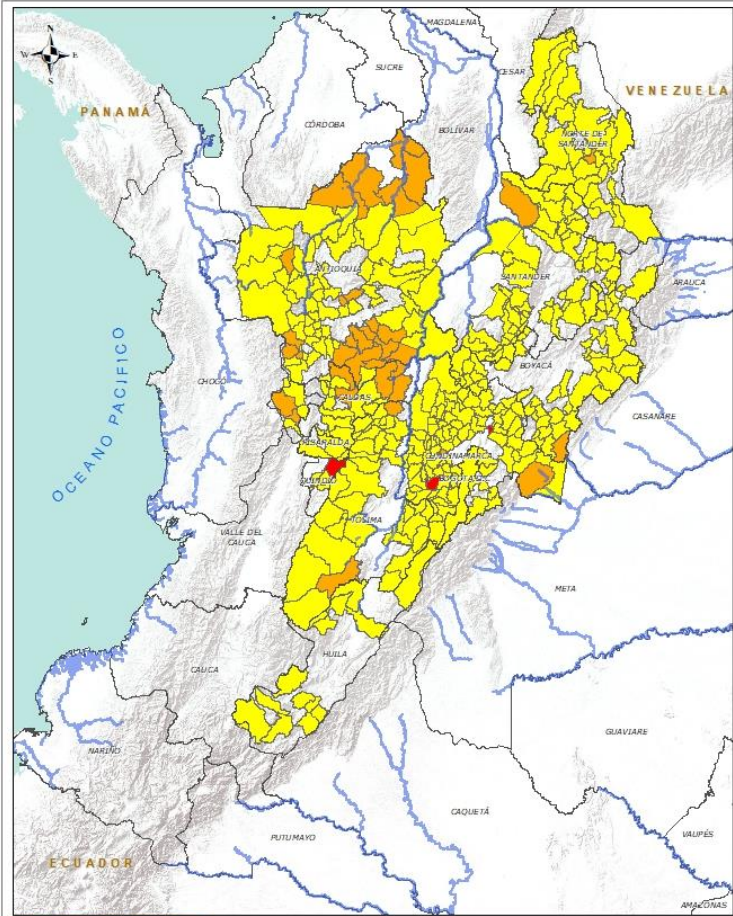 N
W E
S
MAGDALENA
SUCRE
CESAR
VENEZUELA
PANAMÁ
CÓRDOBA
BOLÍVAR
NORTE DE
SANTANDER
ANTIOQUIA
SANTANDER
ARAUCA
CHOCÓ
BOYACÁ
CALDAS
CASANARE
OCEANO PACIFICO
RISARALDA
CUNDINAMARCA
QUINDIO
BOGOTÁ, D.C.
TOLIMA
VALLE DEL
CAUCA
META
HUILA
CAUCA
GUAVIARE
NARIÑO
CAQUETÁ
PUTUMAYO
VAUPÉS
ECUADOR
AMAZONAS